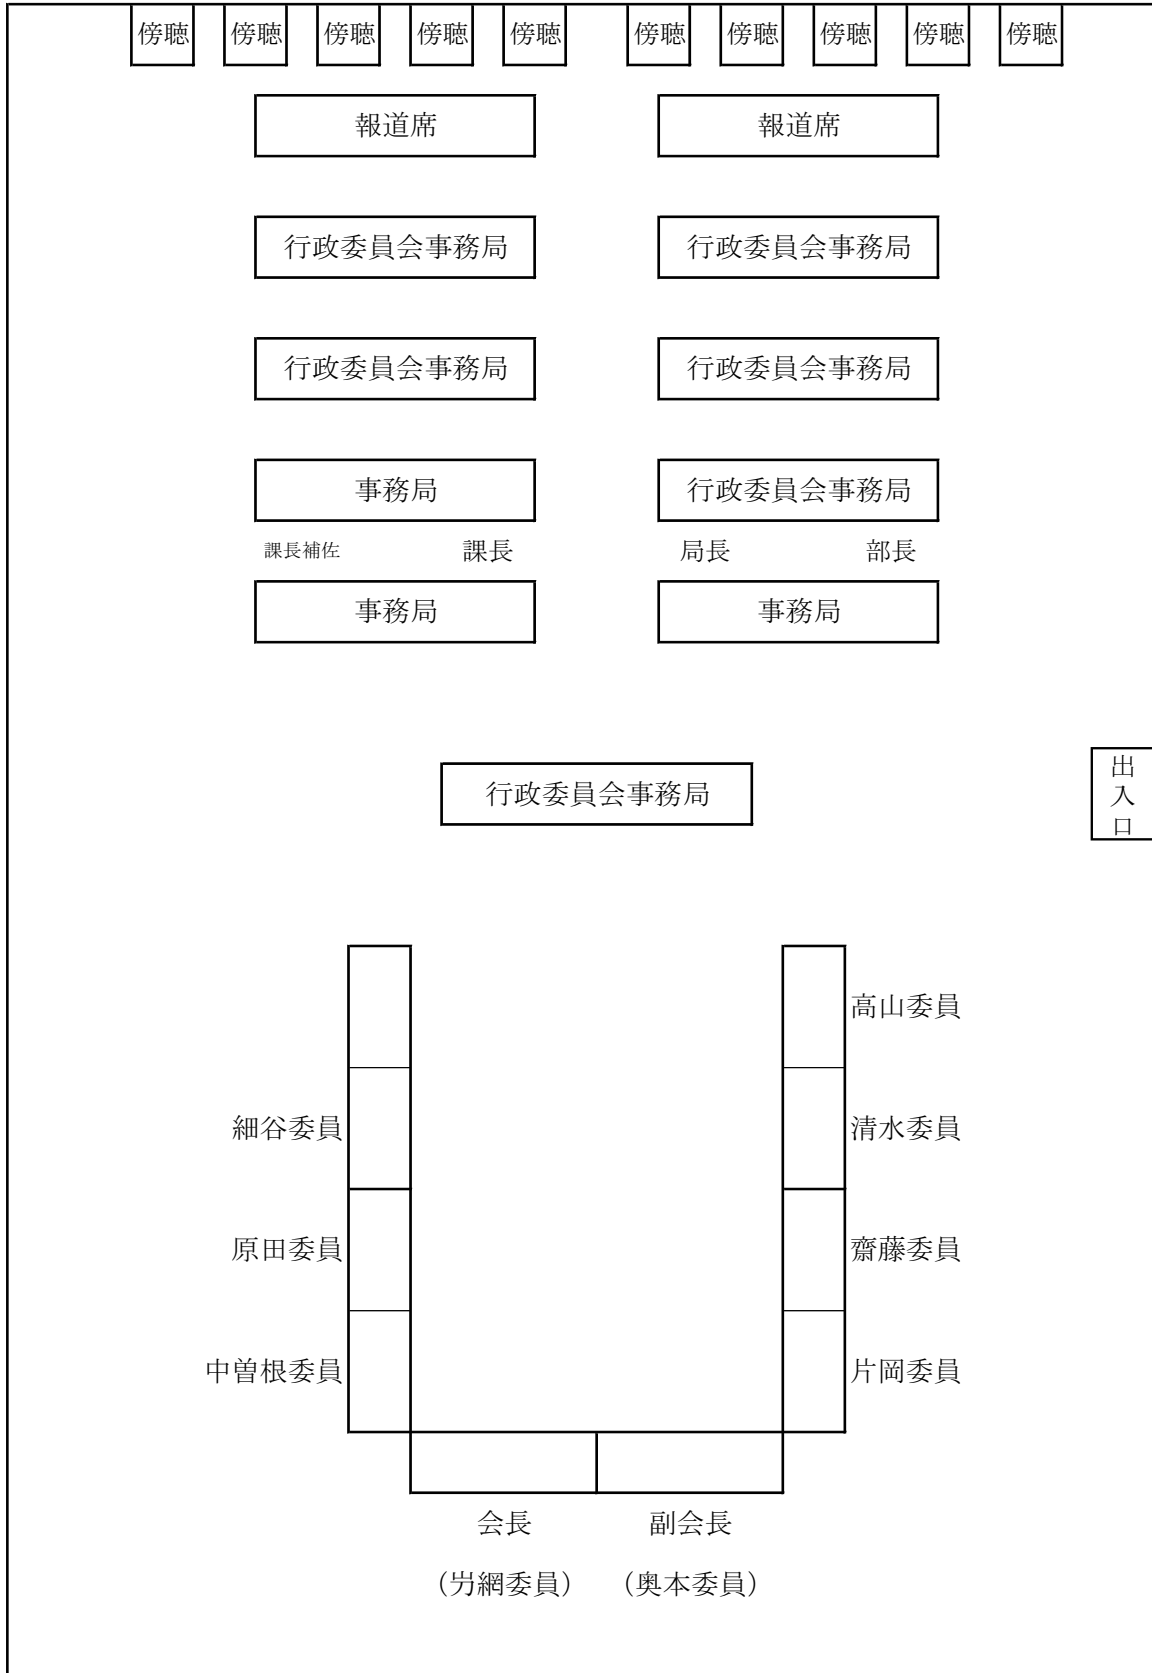 傍聴 傍聴 傍聴 傍聴 傍聴 傍聴 傍聴 傍聴 傍聴 傍聴
報道席 報道席
行政委員会事務局 行政委員会事務局
行政委員会事務局 行政委員会事務局
事務局 行政委員会事務局
課長補佐 課長 局長 部長
事務局 事務局
行政委員会事務局
出入口
高山委員
細谷委員 清水委員
原田委員 齋藤委員
中曽根委員 片岡委員
会長 副会長
（屶網委員） （奥本委員）